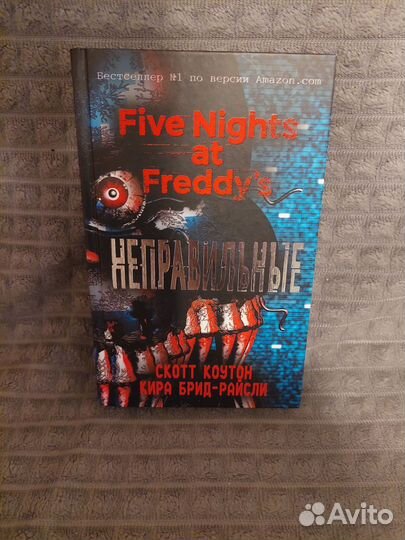 Бестселлер №1 по версии Amazon.com
Five Nights
at
Freddy's
НЕПРАВИЛЬНЫЕ
СКОТТ КОУТОН
КИРА БРИД-РАЙСЛИ
Avito